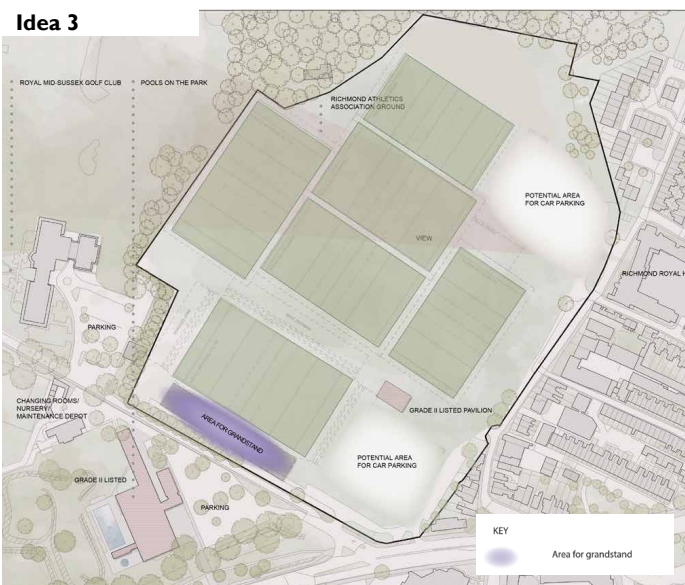 Idea 3
ROYAL MID-SUSSEX GOLF CLUB
POOLS ON THE PARK
RICHMOND ATHLETICS
ASSOCIATION GROUND
POTENTIAL AREA
FOR CAR PARKING
VIEW
RICHMOND ROYAL H
PARKING
CHANGING ROOMS/
NURSERY/
MAINTENANCE DEPOT
GRADE II LISTED PAVILION
AREA FOR GRANDSTAND
POTENTIAL AREA
FOR CAR PARKING
GRADE II LISTED
PARKING
KEY
Area for grandstand